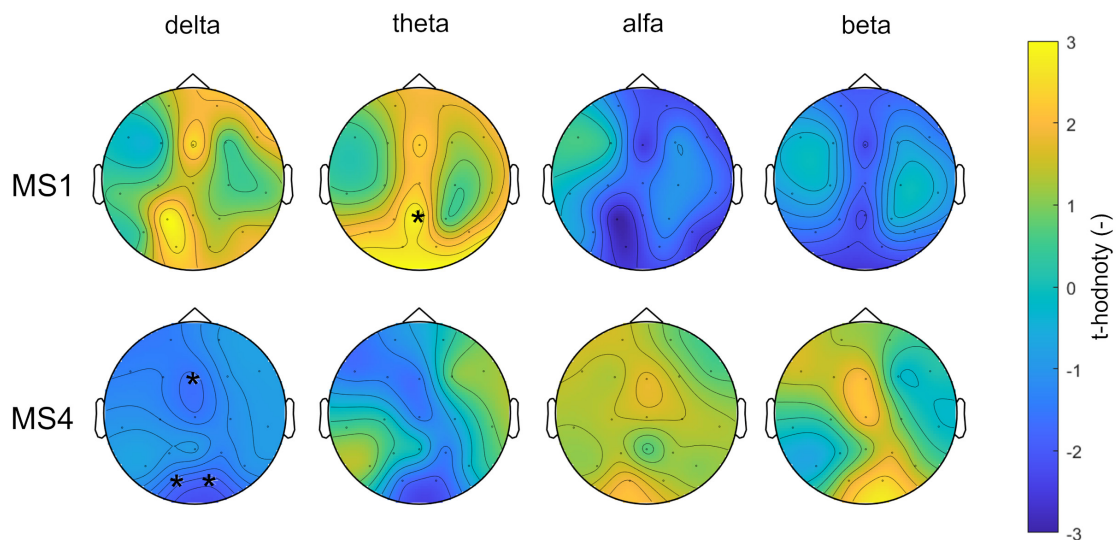 delta theta alfa beta
MS1
*
MS4
*
* *
3
2
1
0
-1
-2
-3
t-hodnoty (-)